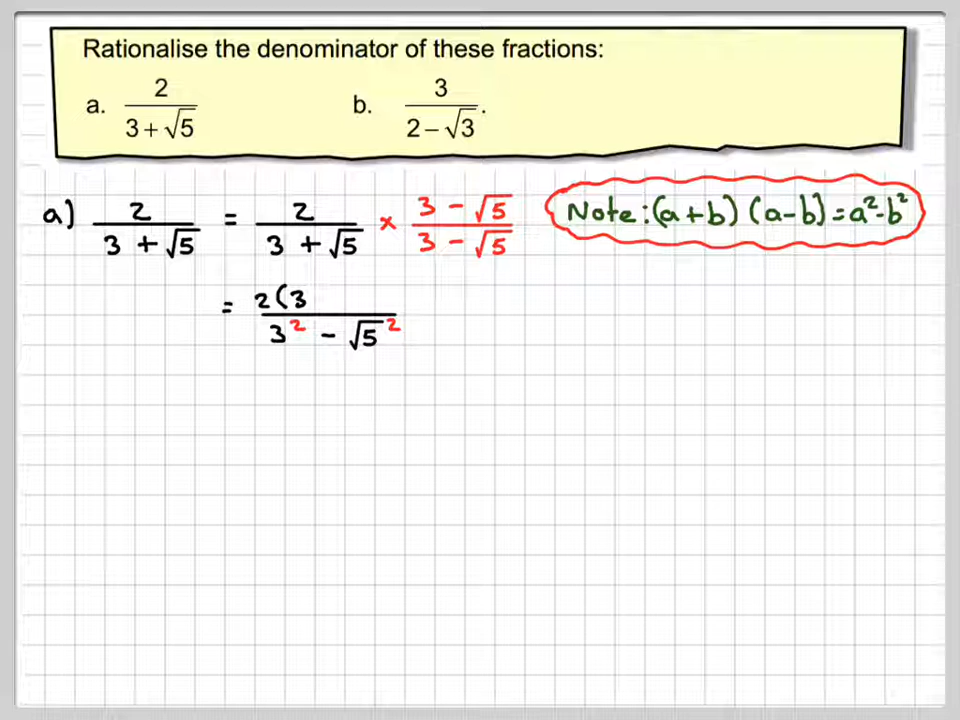 Rationalise the denominator of these fractions:
a. 2/(3 + √5) b. 3/(2 − √3).
a) 2/(3 + √5) = 2/(3 + √5) × (3 − √5)/(3 − √5) Note: (a+b) (a−b) = a² − b²
= 2(3 / (3² − √5²)